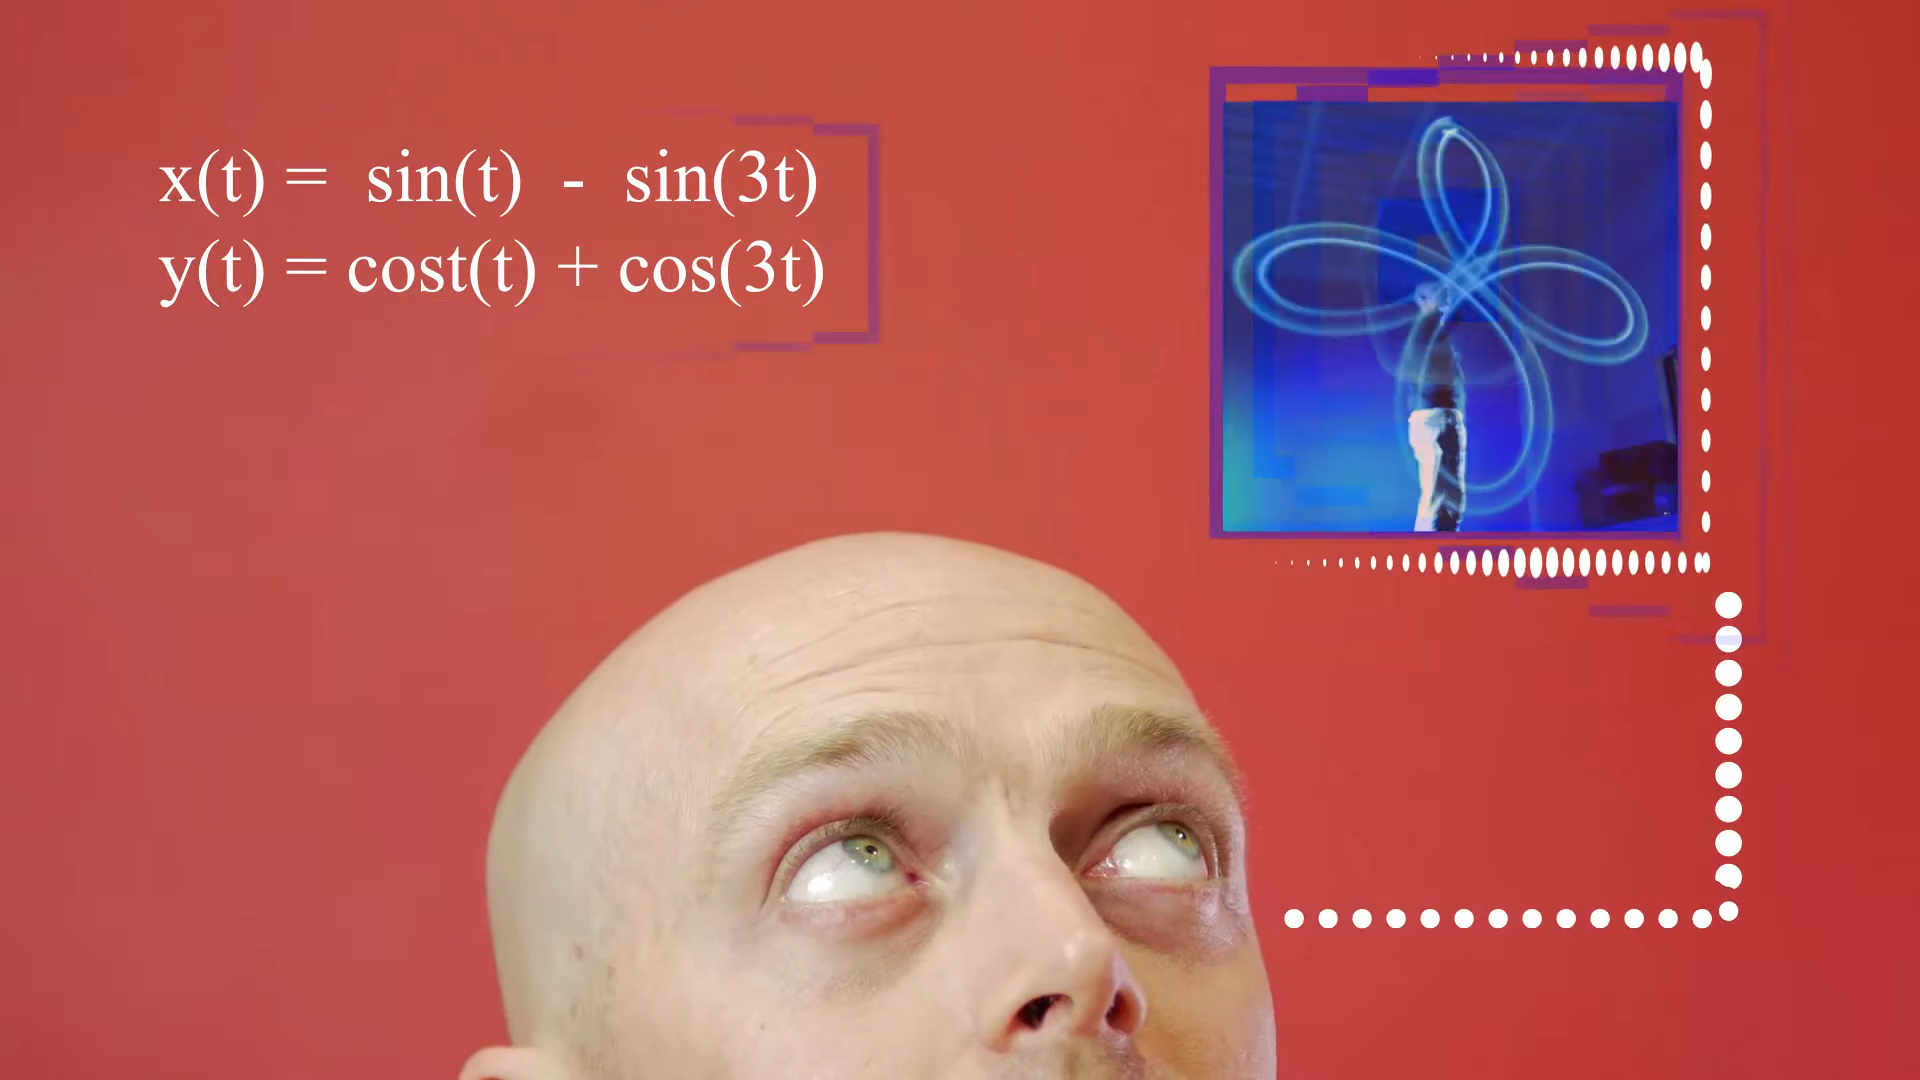 x(t) = sin(t) - sin(3t)
y(t) = cost(t) + cos(3t)